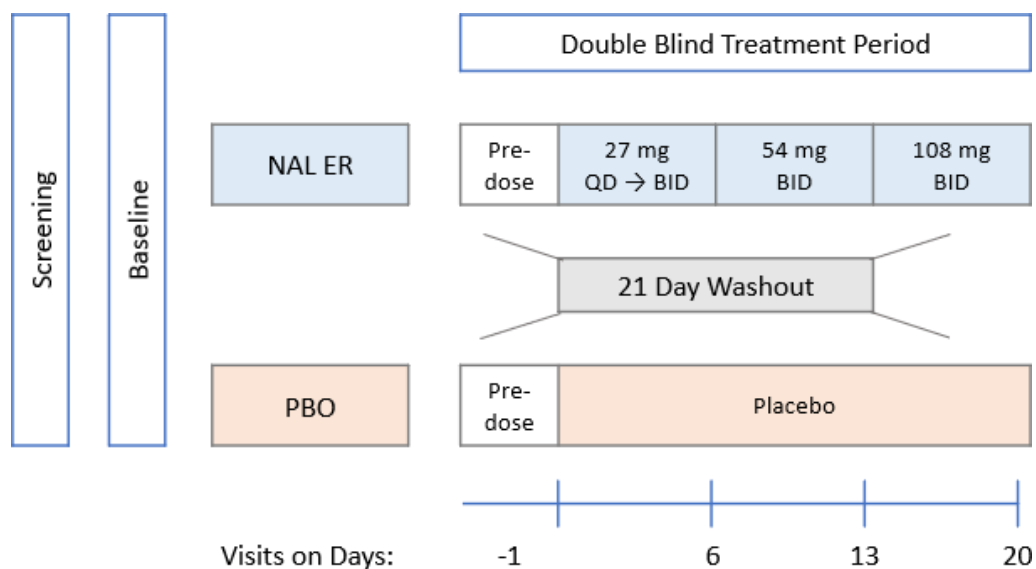 Screening
Baseline
Double Blind Treatment Period
NAL ER
Pre-
dose
27 mg
QD → BID
54 mg
BID
108 mg
BID
21 Day Washout
PBO
Pre-
dose
Placebo
Visits on Days: -1 6 13 20